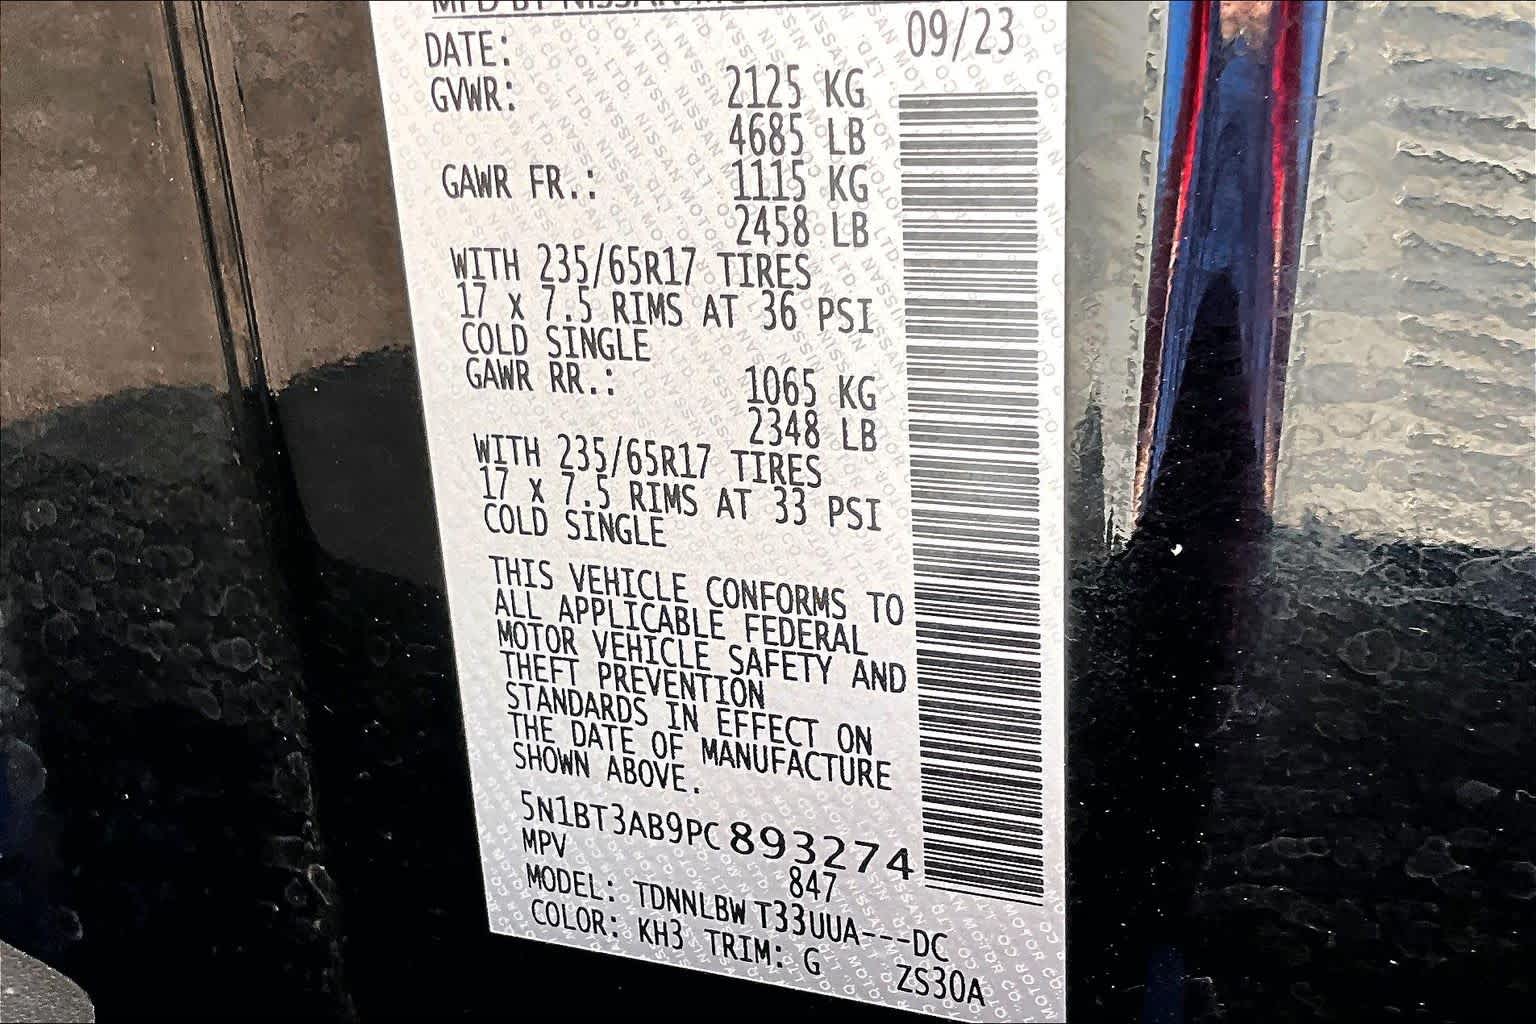 MFD BY NISSAN
DATE: 09/23
GVWR: 2125 KG
4685 LB
GAWR FR.: 1115 KG
2458 LB
WITH 235/65R17 TIRES
17 x 7.5 RIMS AT 36 PSI
COLD SINGLE
GAWR RR.: 1065 KG
2348 LB
WITH 235/65R17 TIRES
17 x 7.5 RIMS AT 33 PSI
COLD SINGLE
THIS VEHICLE CONFORMS TO
ALL APPLICABLE FEDERAL
MOTOR VEHICLE SAFETY AND
THEFT PREVENTION
STANDARDS IN EFFECT ON
THE DATE OF MANUFACTURE
SHOWN ABOVE.
5N1BT3AB9PC893274
MPV 847
MODEL: TDNNLBW T33UUA---DC
COLOR: KH3 TRIM: G ZS30A